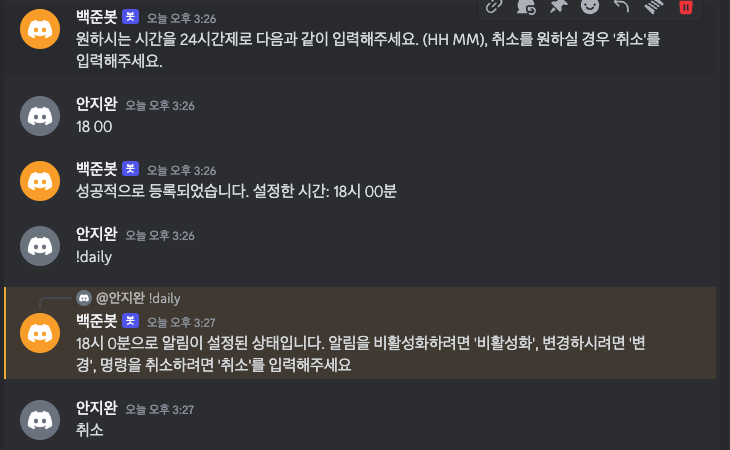 백준봇 봇 오늘 오후 3:26
원하시는 시간을 24시간제로 다음과 같이 입력해주세요. (HH MM), 취소를 원하실 경우 '취소'를
입력해주세요.
안지완 오늘 오후 3:26
18 00
백준봇 봇 오늘 오후 3:26
성공적으로 등록되었습니다. 설정한 시간: 18시 00분
안지완 오늘 오후 3:26
!daily
@안지완 !daily
백준봇 봇 오늘 오후 3:27
18시 0분으로 알림이 설정된 상태입니다. 알림을 비활성화하려면 '비활성화', 변경하시려면 '변
경', 명령을 취소하려면 '취소'를 입력해주세요
안지완 오늘 오후 3:27
취소